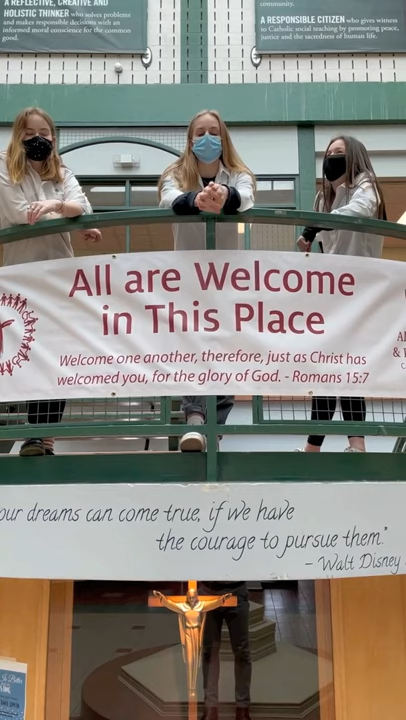 A REFLECTIVE, CREATIVE AND
HOLISTIC THINKER who solves problems
and makes responsible decisions with an
informed moral conscience for the common
good.
community.
A RESPONSIBLE CITIZEN who gives witness
to Catholic social teaching by promoting peace,
justice and the sacredness of human life.
All are Welcome
in This Place
Welcome one another, therefore, just as Christ has
welcomed you, for the glory of God. - Romans 15:7
our dreams can come true, if we have
the courage to pursue them."
- Walt Disney